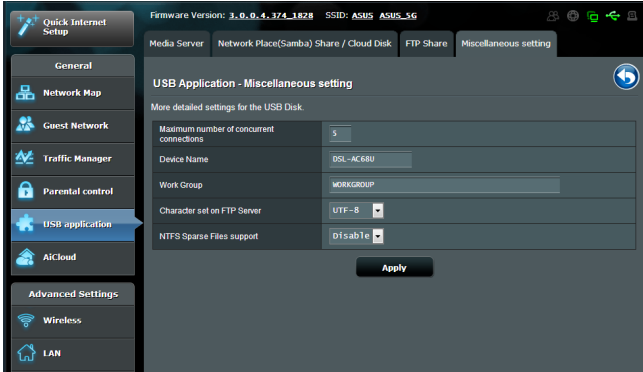 Quick Internet
Setup
Firmware Version: 3.0.0.4.374_1828 SSID: ASUS ASUS_5G
Media Server
Network Place(Samba) Share / Cloud Disk
FTP Share
Miscellaneous setting
General
Network Map
Guest Network
Traffic Manager
Parental control
USB application
AiCloud
Advanced Settings
Wireless
LAN
USB Application - Miscellaneous setting
More detailed settings for the USB Disk.
Maximum number of concurrent
connections
5
Device Name
DSL-AC68U
Work Group
WORKGROUP
Character set on FTP Server
UTF-8
NTFS Sparse Files support
Disable
Apply